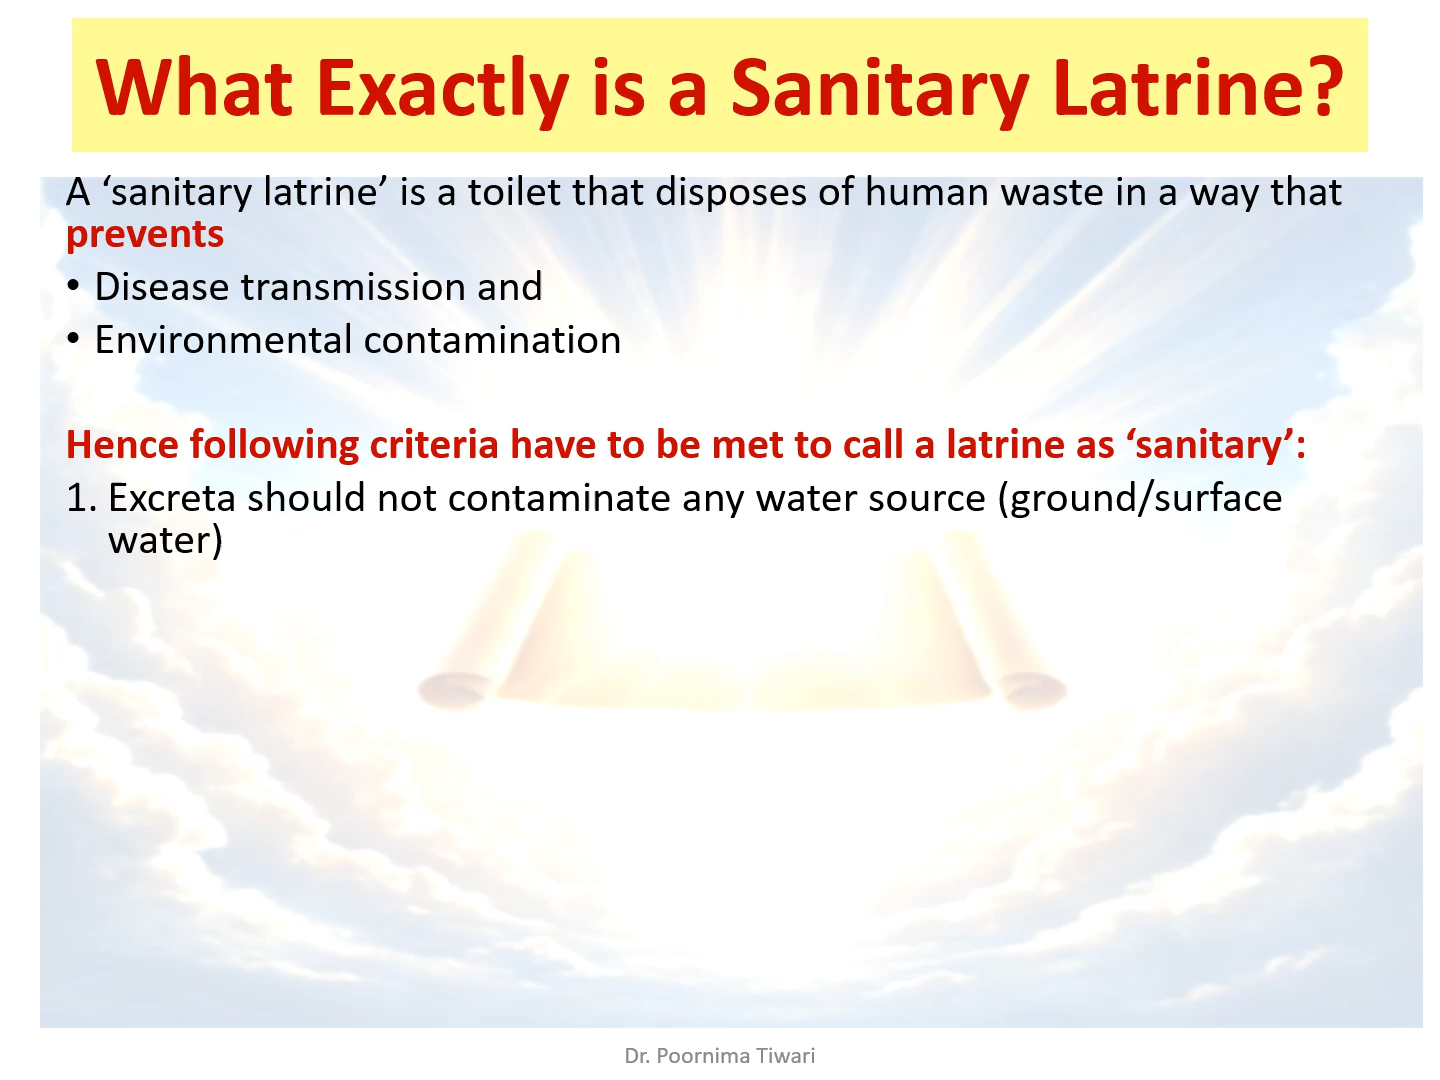 What Exactly is a Sanitary Latrine?
A ‘sanitary latrine’ is a toilet that disposes of human waste in a way that
prevents
• Disease transmission and
• Environmental contamination
Hence following criteria have to be met to call a latrine as ‘sanitary’:
1. Excreta should not contaminate any water source (ground/surface
water)
Dr. Poornima Tiwari